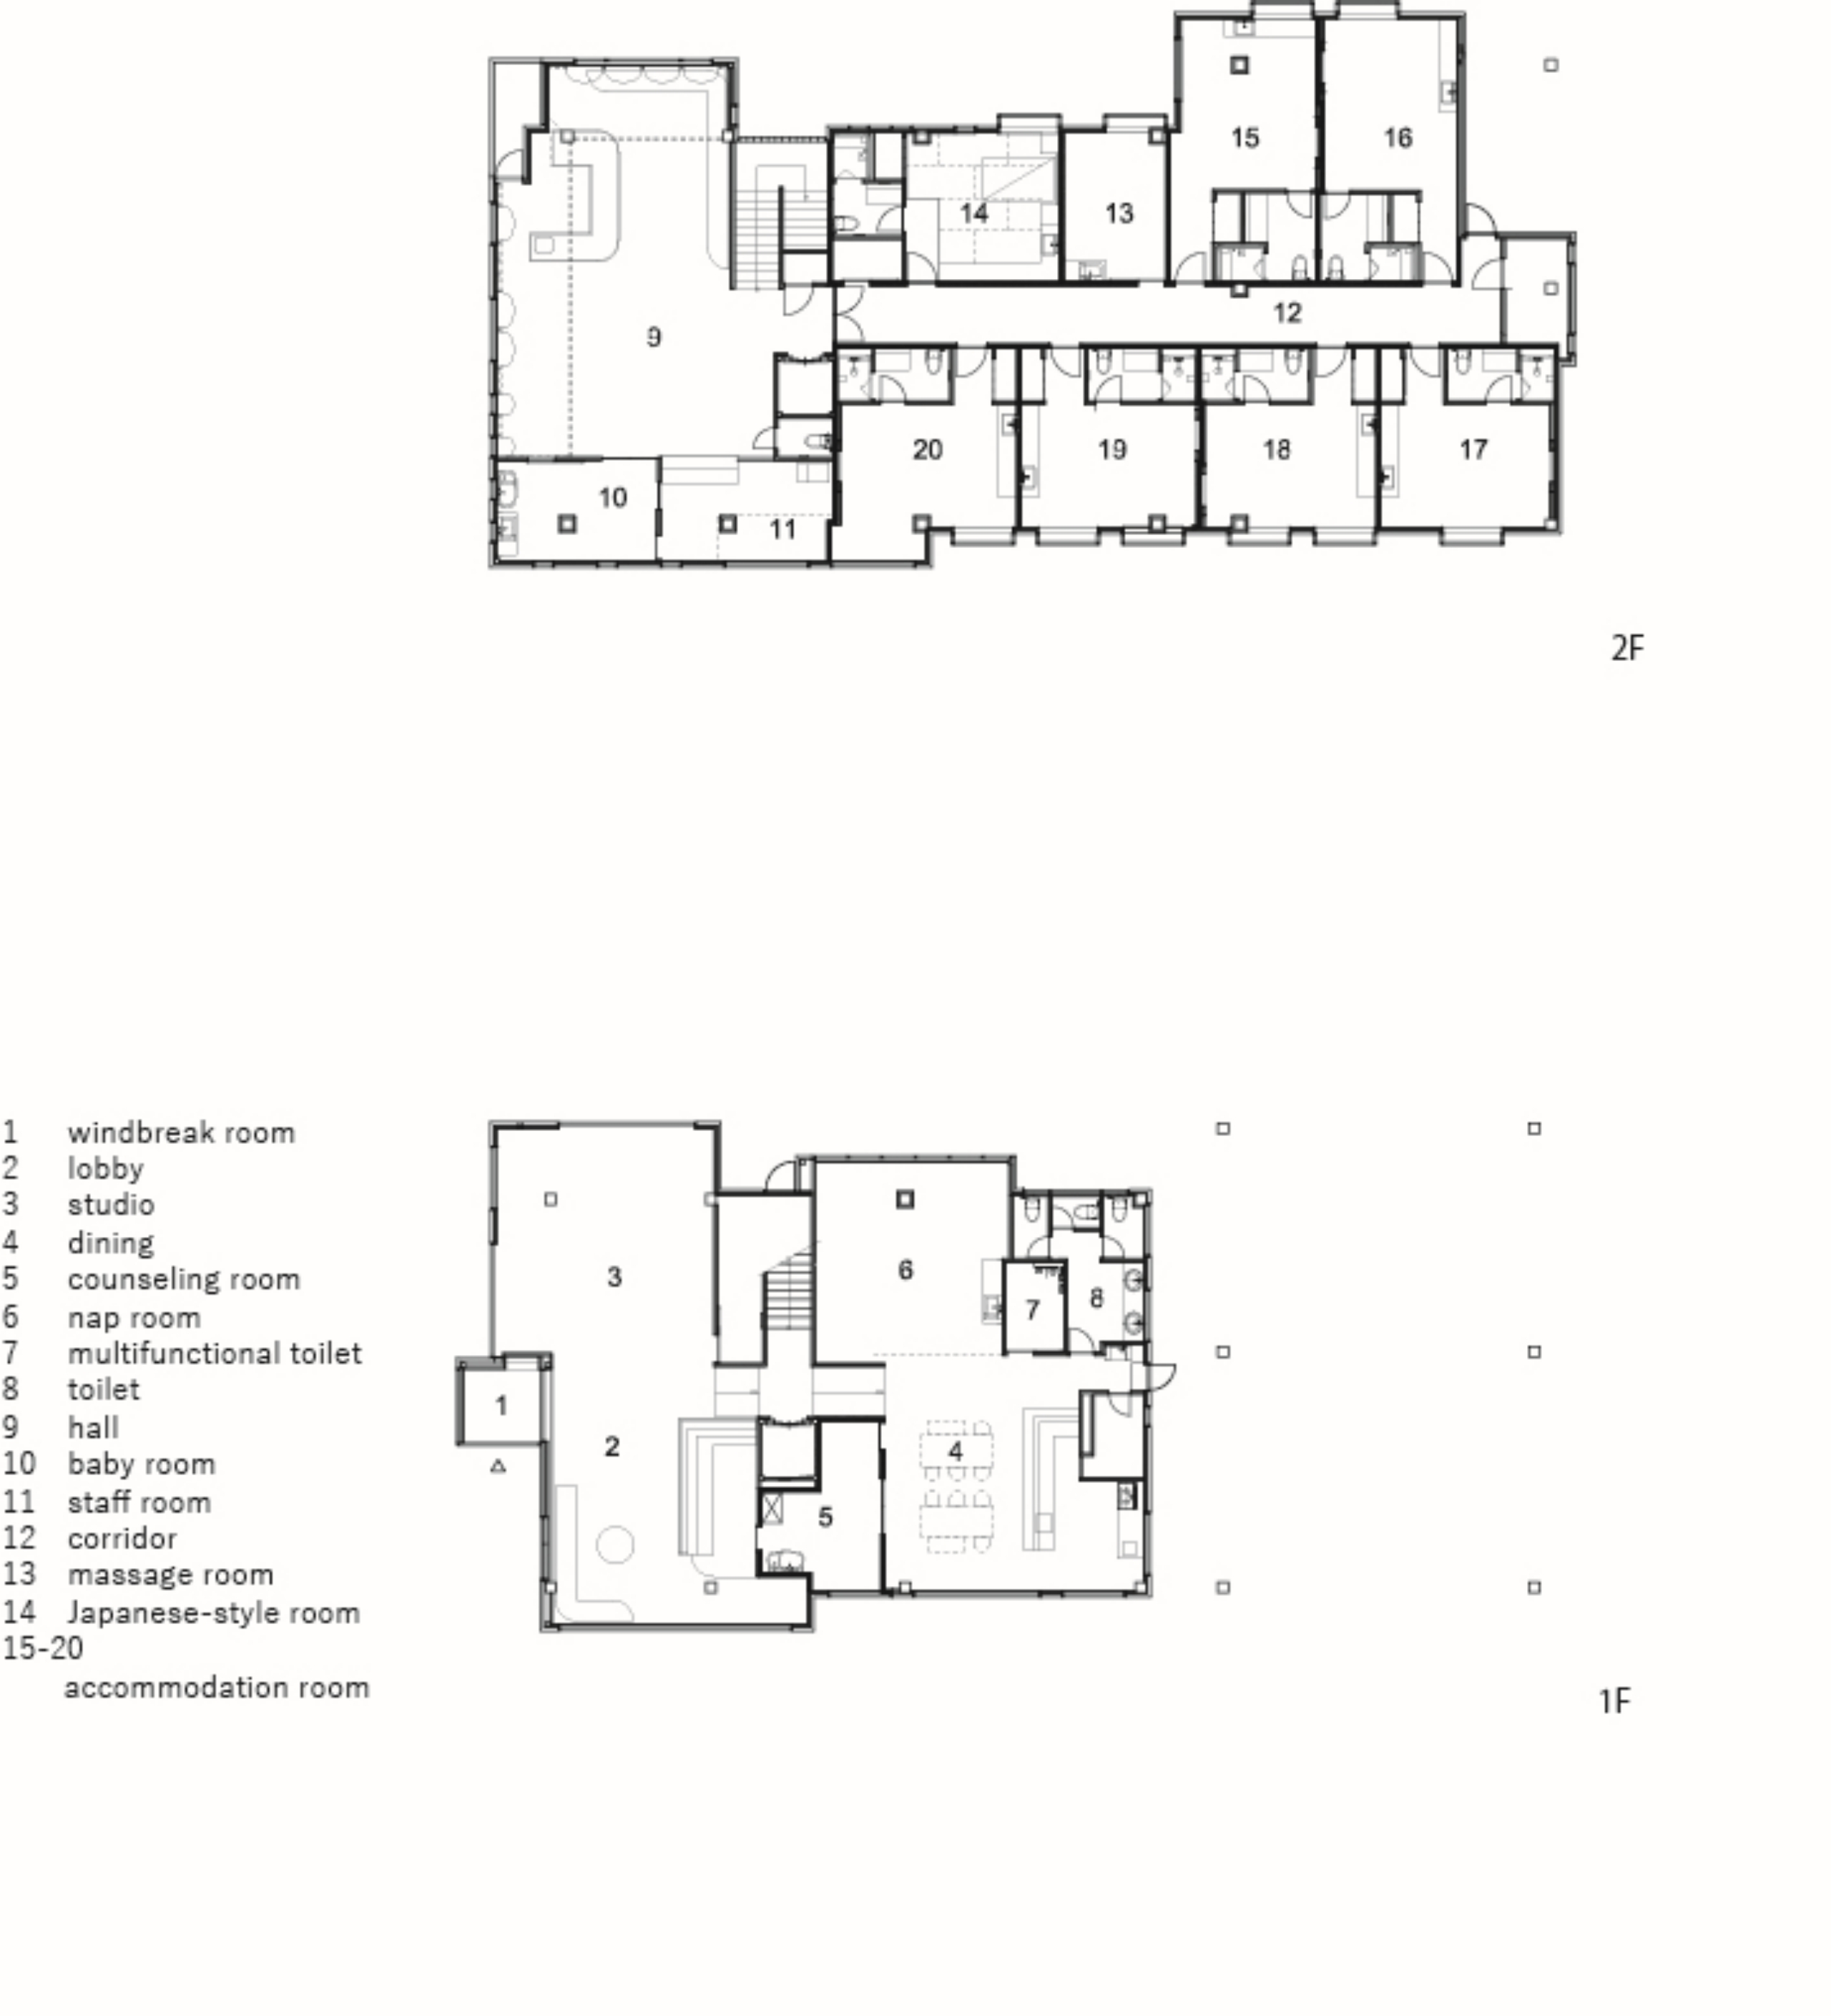 15
16
14
13
12
9
20
19
18
17
10
11
2F
1 windbreak room
2 lobby
3 studio
4 dining
5 counseling room
6 nap room
7 multifunctional toilet
8 toilet
9 hall
10 baby room
11 staff room
12 corridor
13 massage room
14 Japanese-style room
15-20
accommodation room
3
6
7
8
1
2
4
5
1F